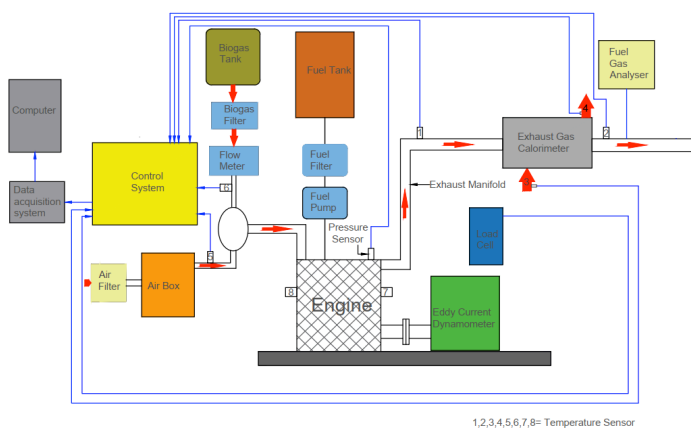 Biogas
Tank
Fuel Tank
Fuel
Gas
Analyser
Computer
Biogas
Filter
4
1
2
Exhaust Gas
Calorimeter
Flow
Meter
Fuel
Filter
Control
System
6
3
Exhaust Manifold
Data
acquisition
system
Fuel
Pump
Pressure
Sensor
Load
Cell
5
Air
Filter
Air Box
8
Engine
7
Eddy Current
Dynamometer
1,2,3,4,5,6,7,8= Temperature Sensor